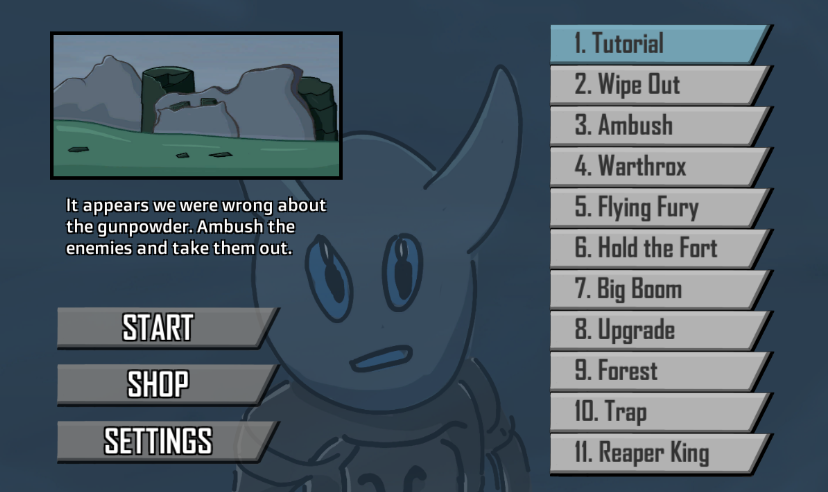 It appears we were wrong about
the gunpowder. Ambush the
enemies and take them out.
START
SHOP
SETTINGS
1. Tutorial
2. Wipe Out
3. Ambush
4. Warthrox
5. Flying Fury
6. Hold the Fort
7. Big Boom
8. Upgrade
9. Forest
10. Trap
11. Reaper King